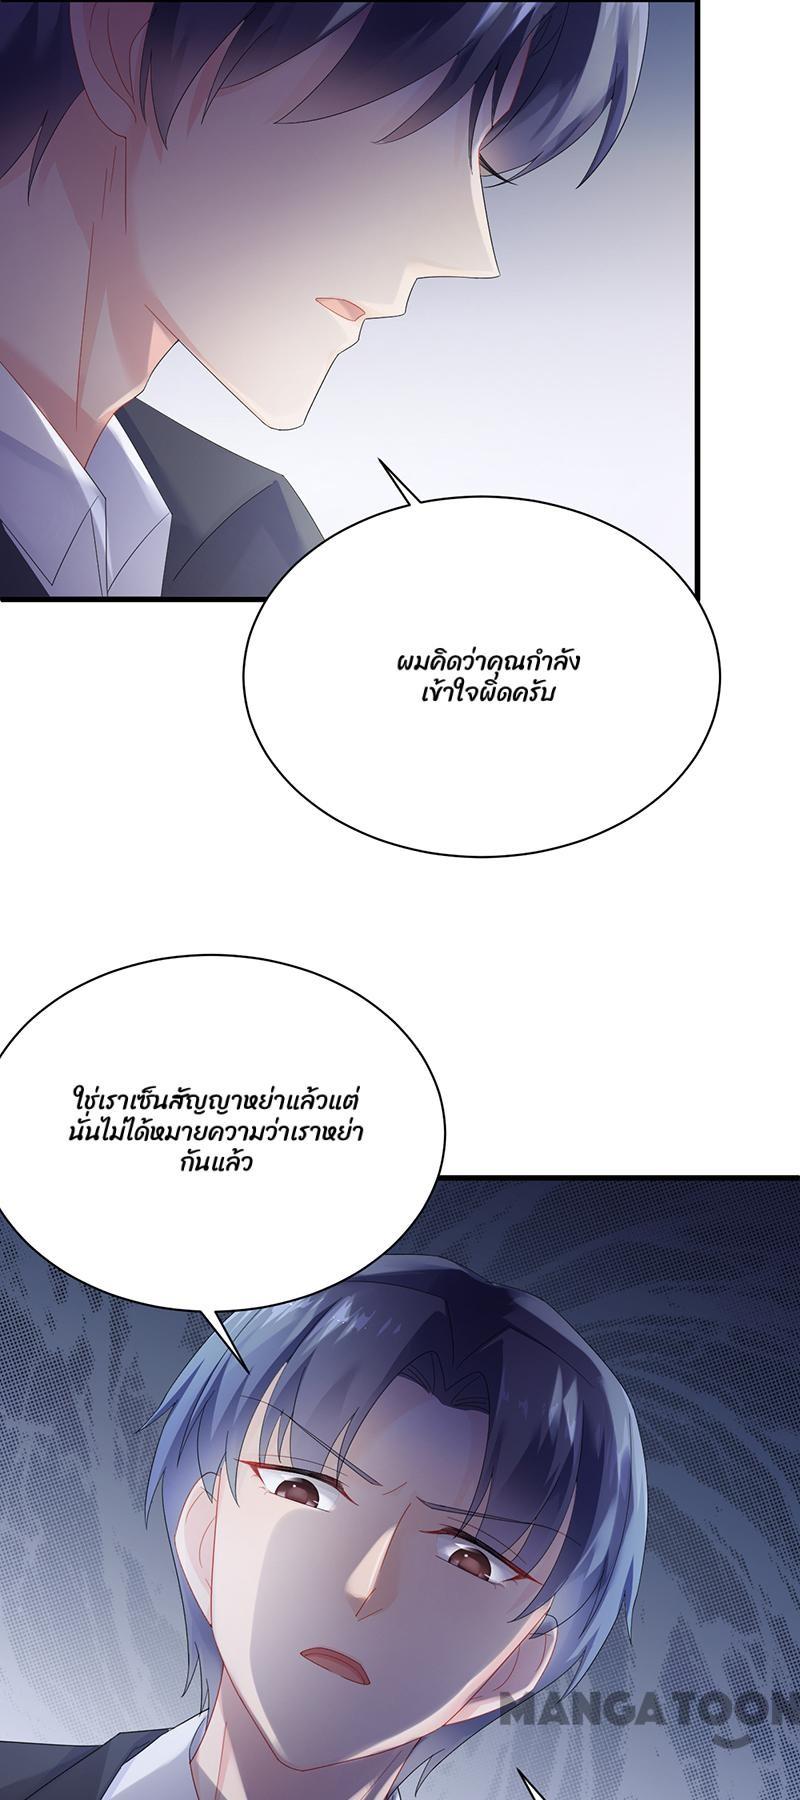 ผมคิดว่าคุณกำลัง
เข้าใจผิดครับ
ใช่เราเซ็นสัญญาหย่าแล้วแต่
นั่นไม่ได้หมายความว่าเราหย่า
กันแล้ว
MANGATOON